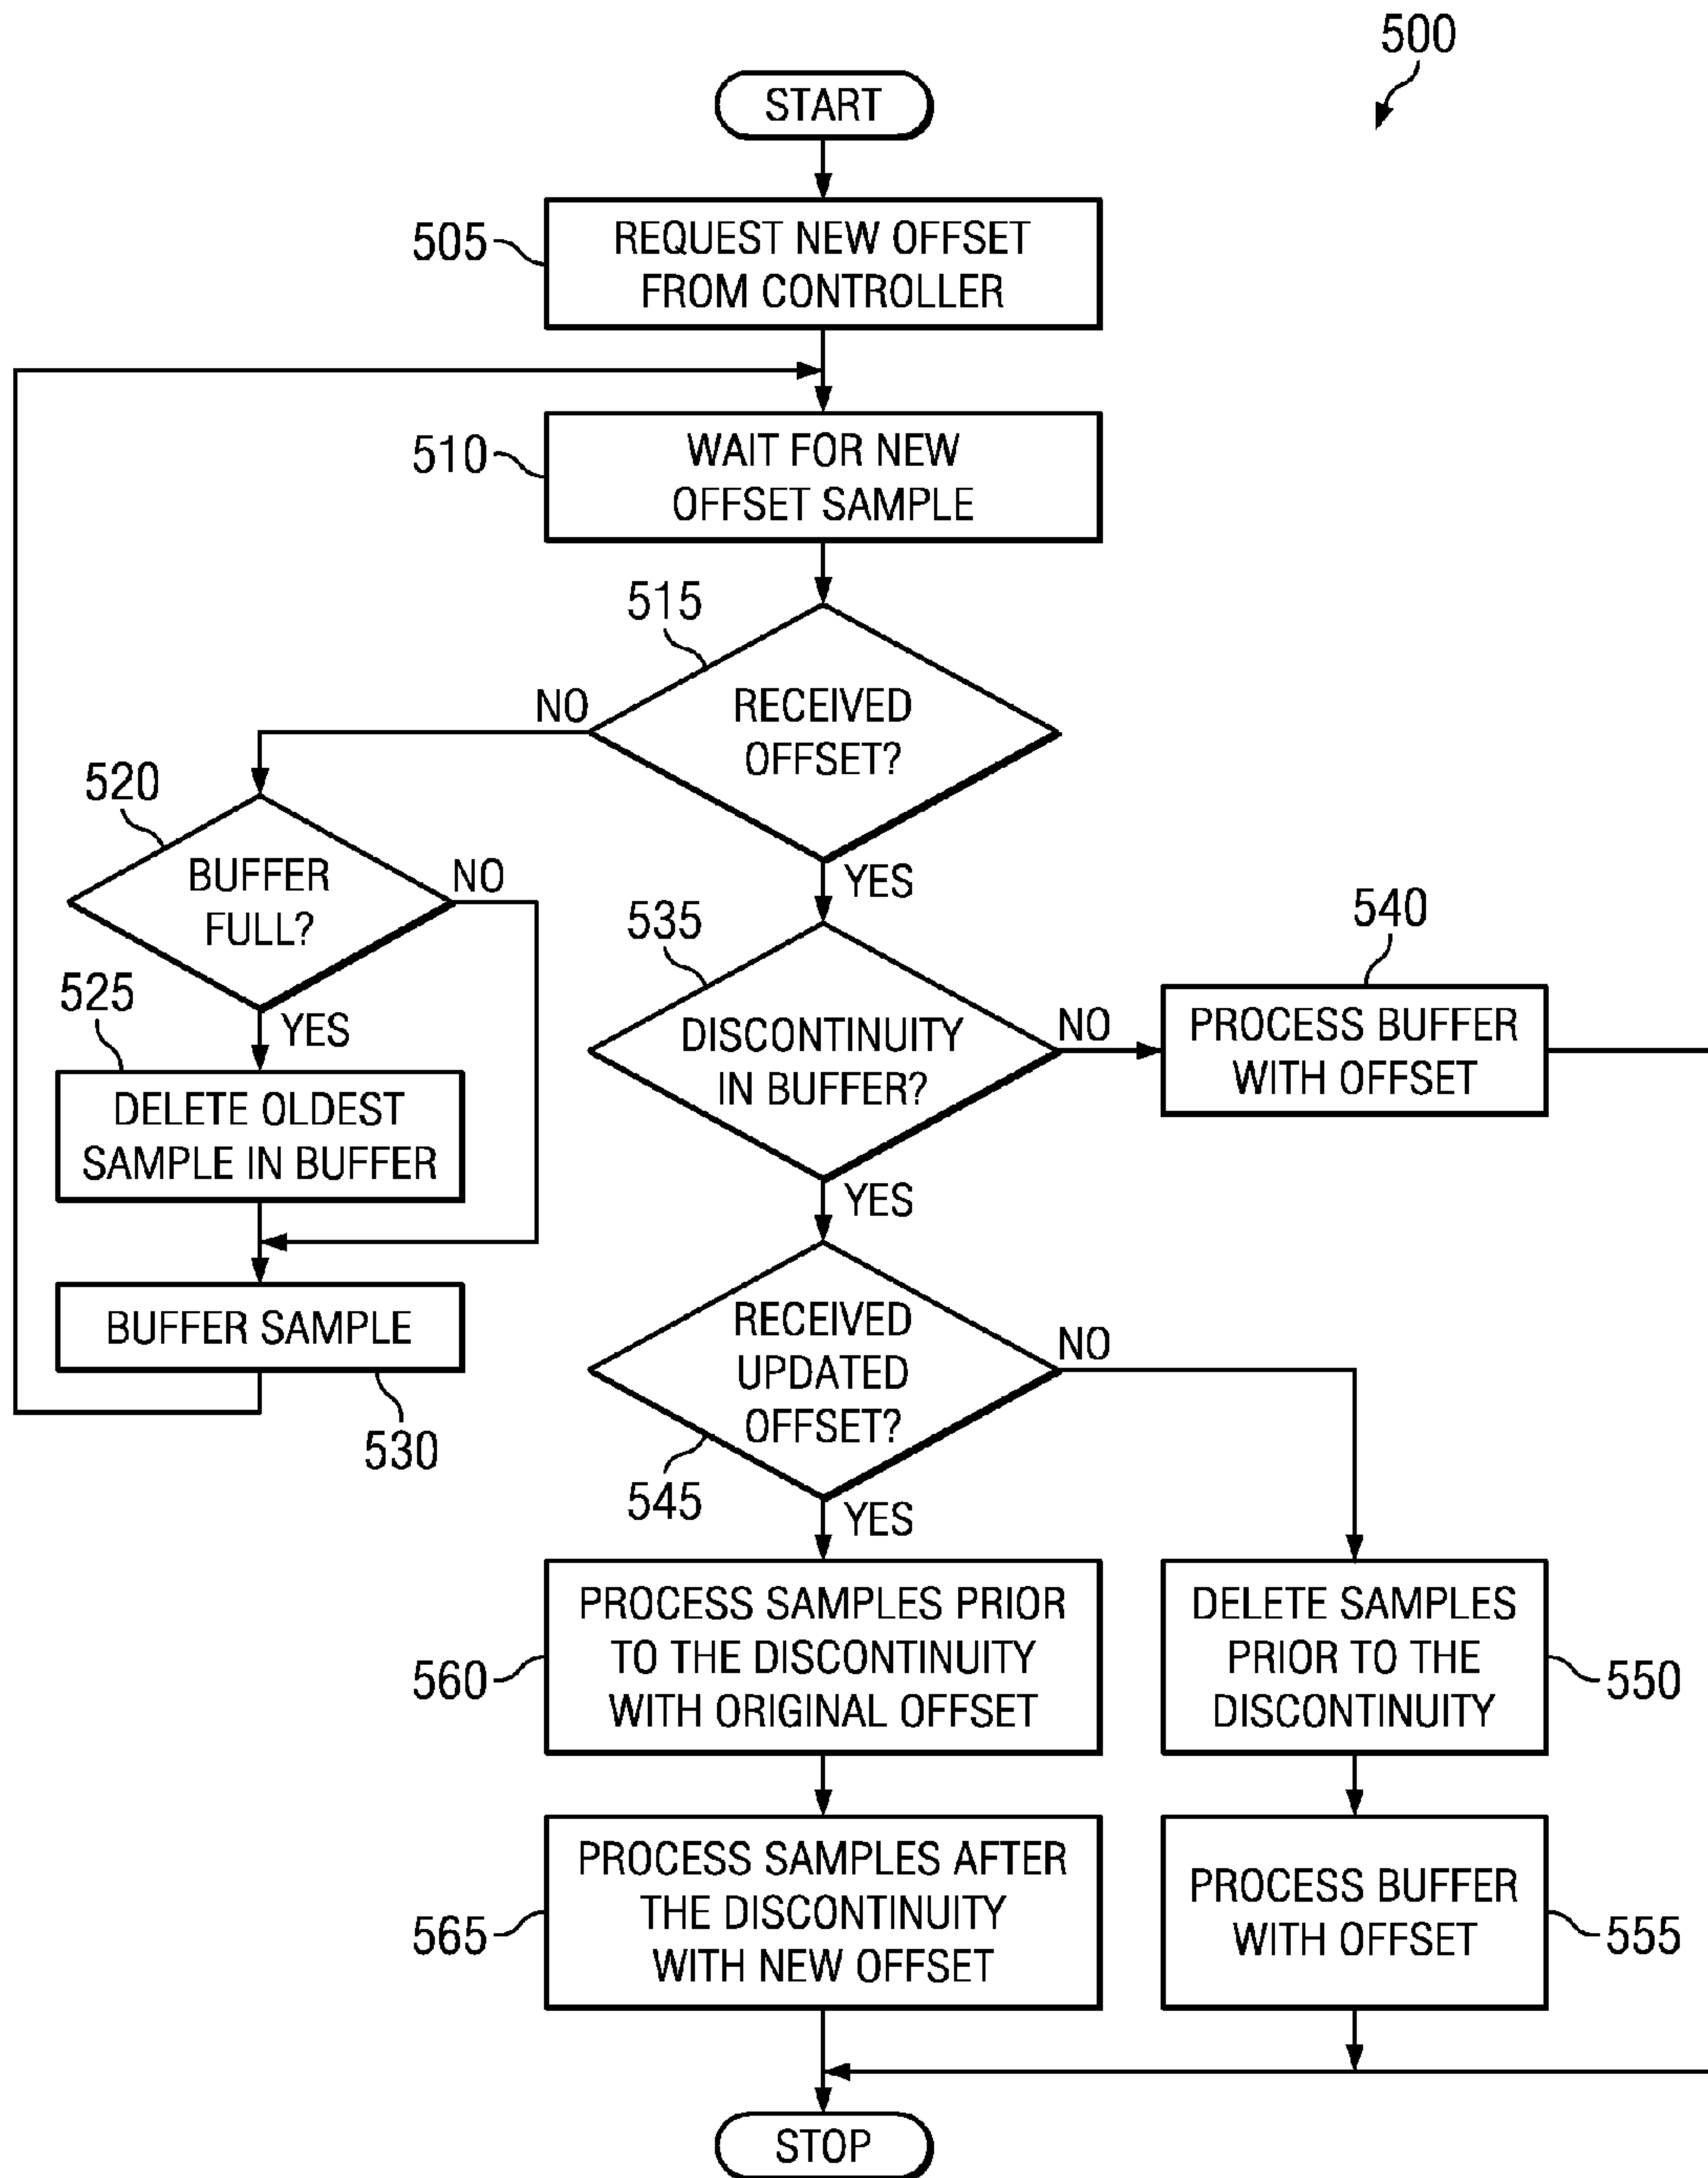 500
START
505
REQUEST NEW OFFSET
FROM CONTROLLER
510
WAIT FOR NEW
OFFSET SAMPLE
515
RECEIVED
OFFSET?
NO
YES
520
BUFFER
FULL?
NO
YES
525
DELETE OLDEST
SAMPLE IN BUFFER
BUFFER SAMPLE
530
535
DISCONTINUITY
IN BUFFER?
NO
YES
540
PROCESS BUFFER
WITH OFFSET
RECEIVED
UPDATED
OFFSET?
545
NO
YES
560
PROCESS SAMPLES PRIOR
TO THE DISCONTINUITY
WITH ORIGINAL OFFSET
DELETE SAMPLES
PRIOR TO THE
DISCONTINUITY
550
565
PROCESS SAMPLES AFTER
THE DISCONTINUITY
WITH NEW OFFSET
PROCESS BUFFER
WITH OFFSET
555
STOP